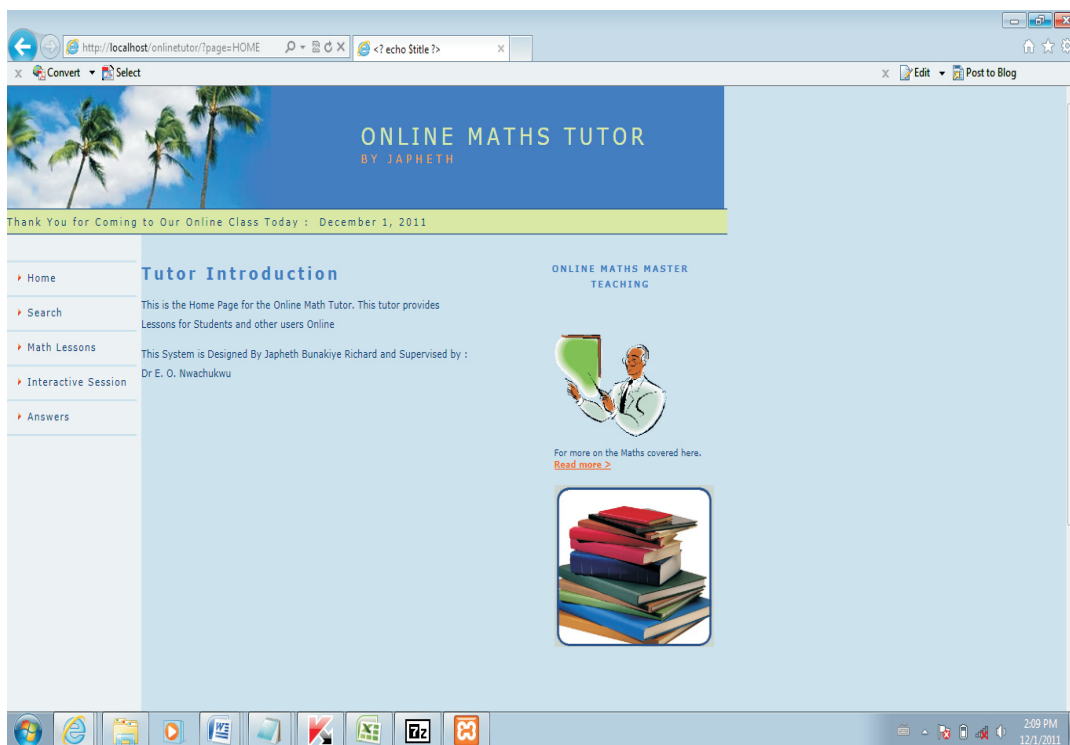 http://localhost/onlinetutor/?page=HOME
<? echo $title ?>
x Convert Select
x Edit Post to Blog
ONLINE MATHS TUTOR
BY JAPHETH
Thank You for Coming to Our Online Class Today : December 1, 2011
Home
Search
Math Lessons
Interactive Session
Answers
Tutor Introduction
This is the Home Page for the Online Math Tutor. This tutor provides
Lessons for Students and other users Online
This System is Designed By Japheth Bunakiye Richard and Supervised by :
Dr E. O. Nwachukwu
ONLINE MATHS MASTER
TEACHING
For more on the Maths covered here.
Read more >
7z
2:09 PM
12/1/2011